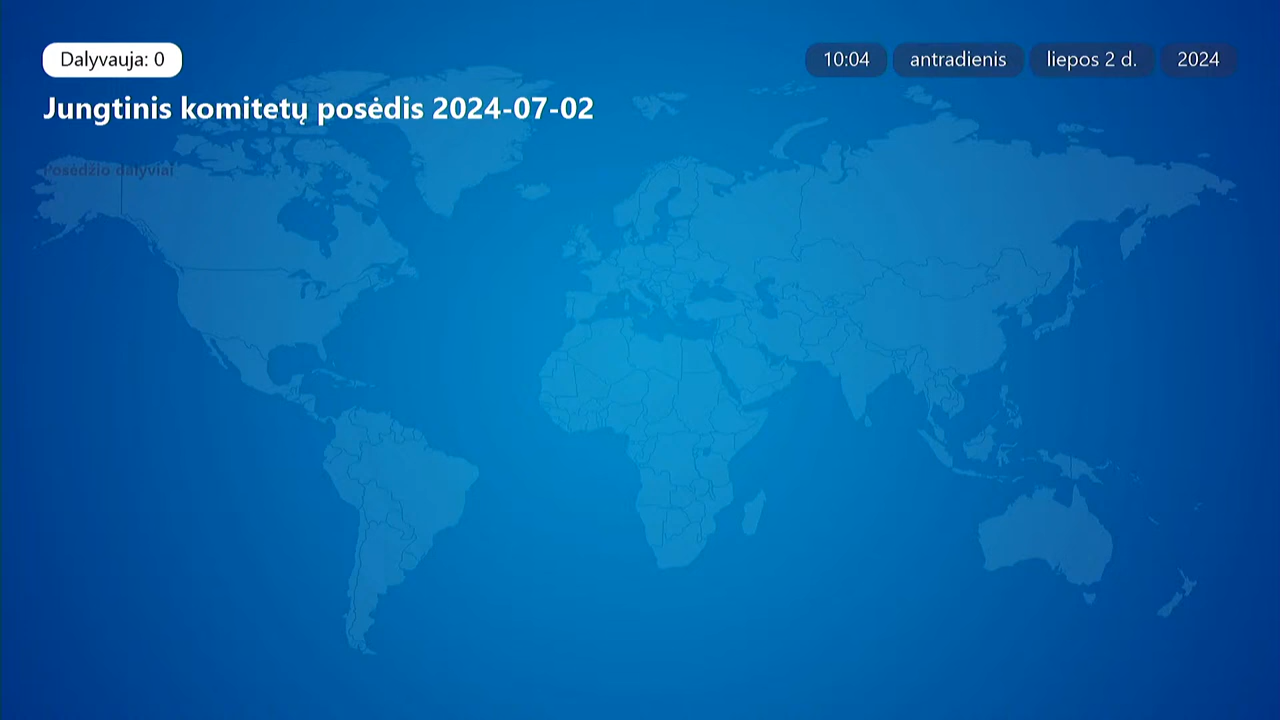 Dalyvauja: 0
10:04 antradienis liepos 2 d. 2024
Jungtinis komitetų posėdis 2024-07-02
Posėdžio dalyviai